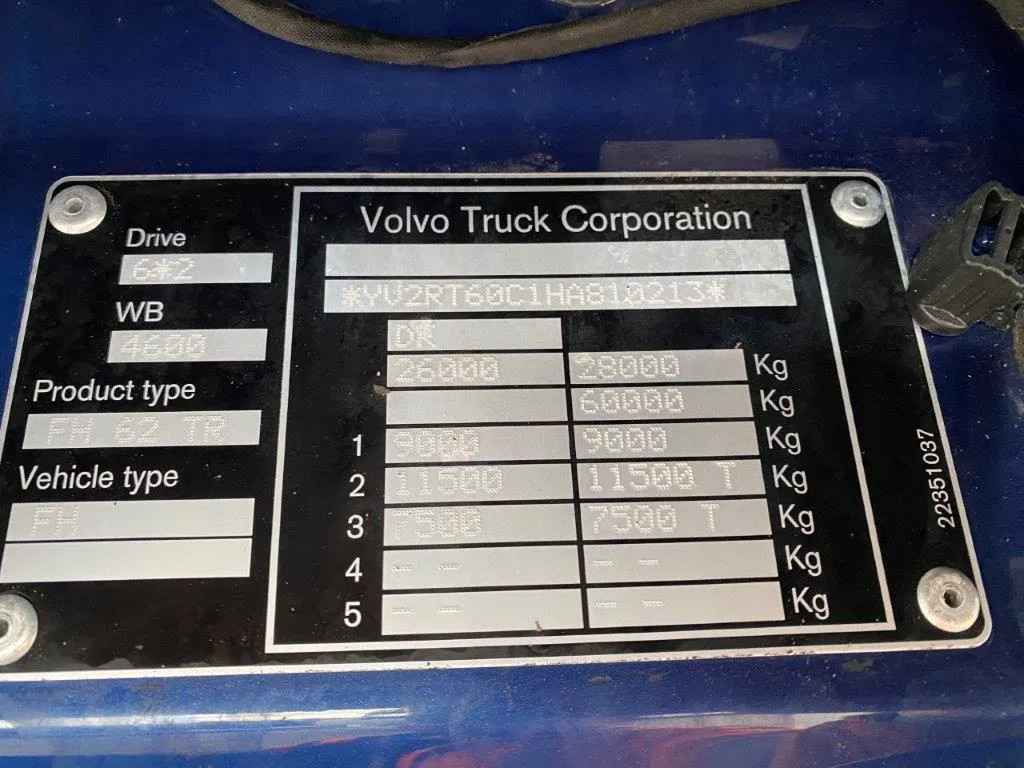 Volvo Truck Corporation
Drive
6*2
WB
4600
Product type
FH 62 TR
Vehicle type
FH
*YV2RT60C1HA810213*
26000 28000 Kg
60000 Kg
1 9000 9000 Kg
2 11500 11500 T Kg
3 7500 7500 T Kg
4 -- -- -- -- Kg
5 -- -- -- -- Kg
22351037